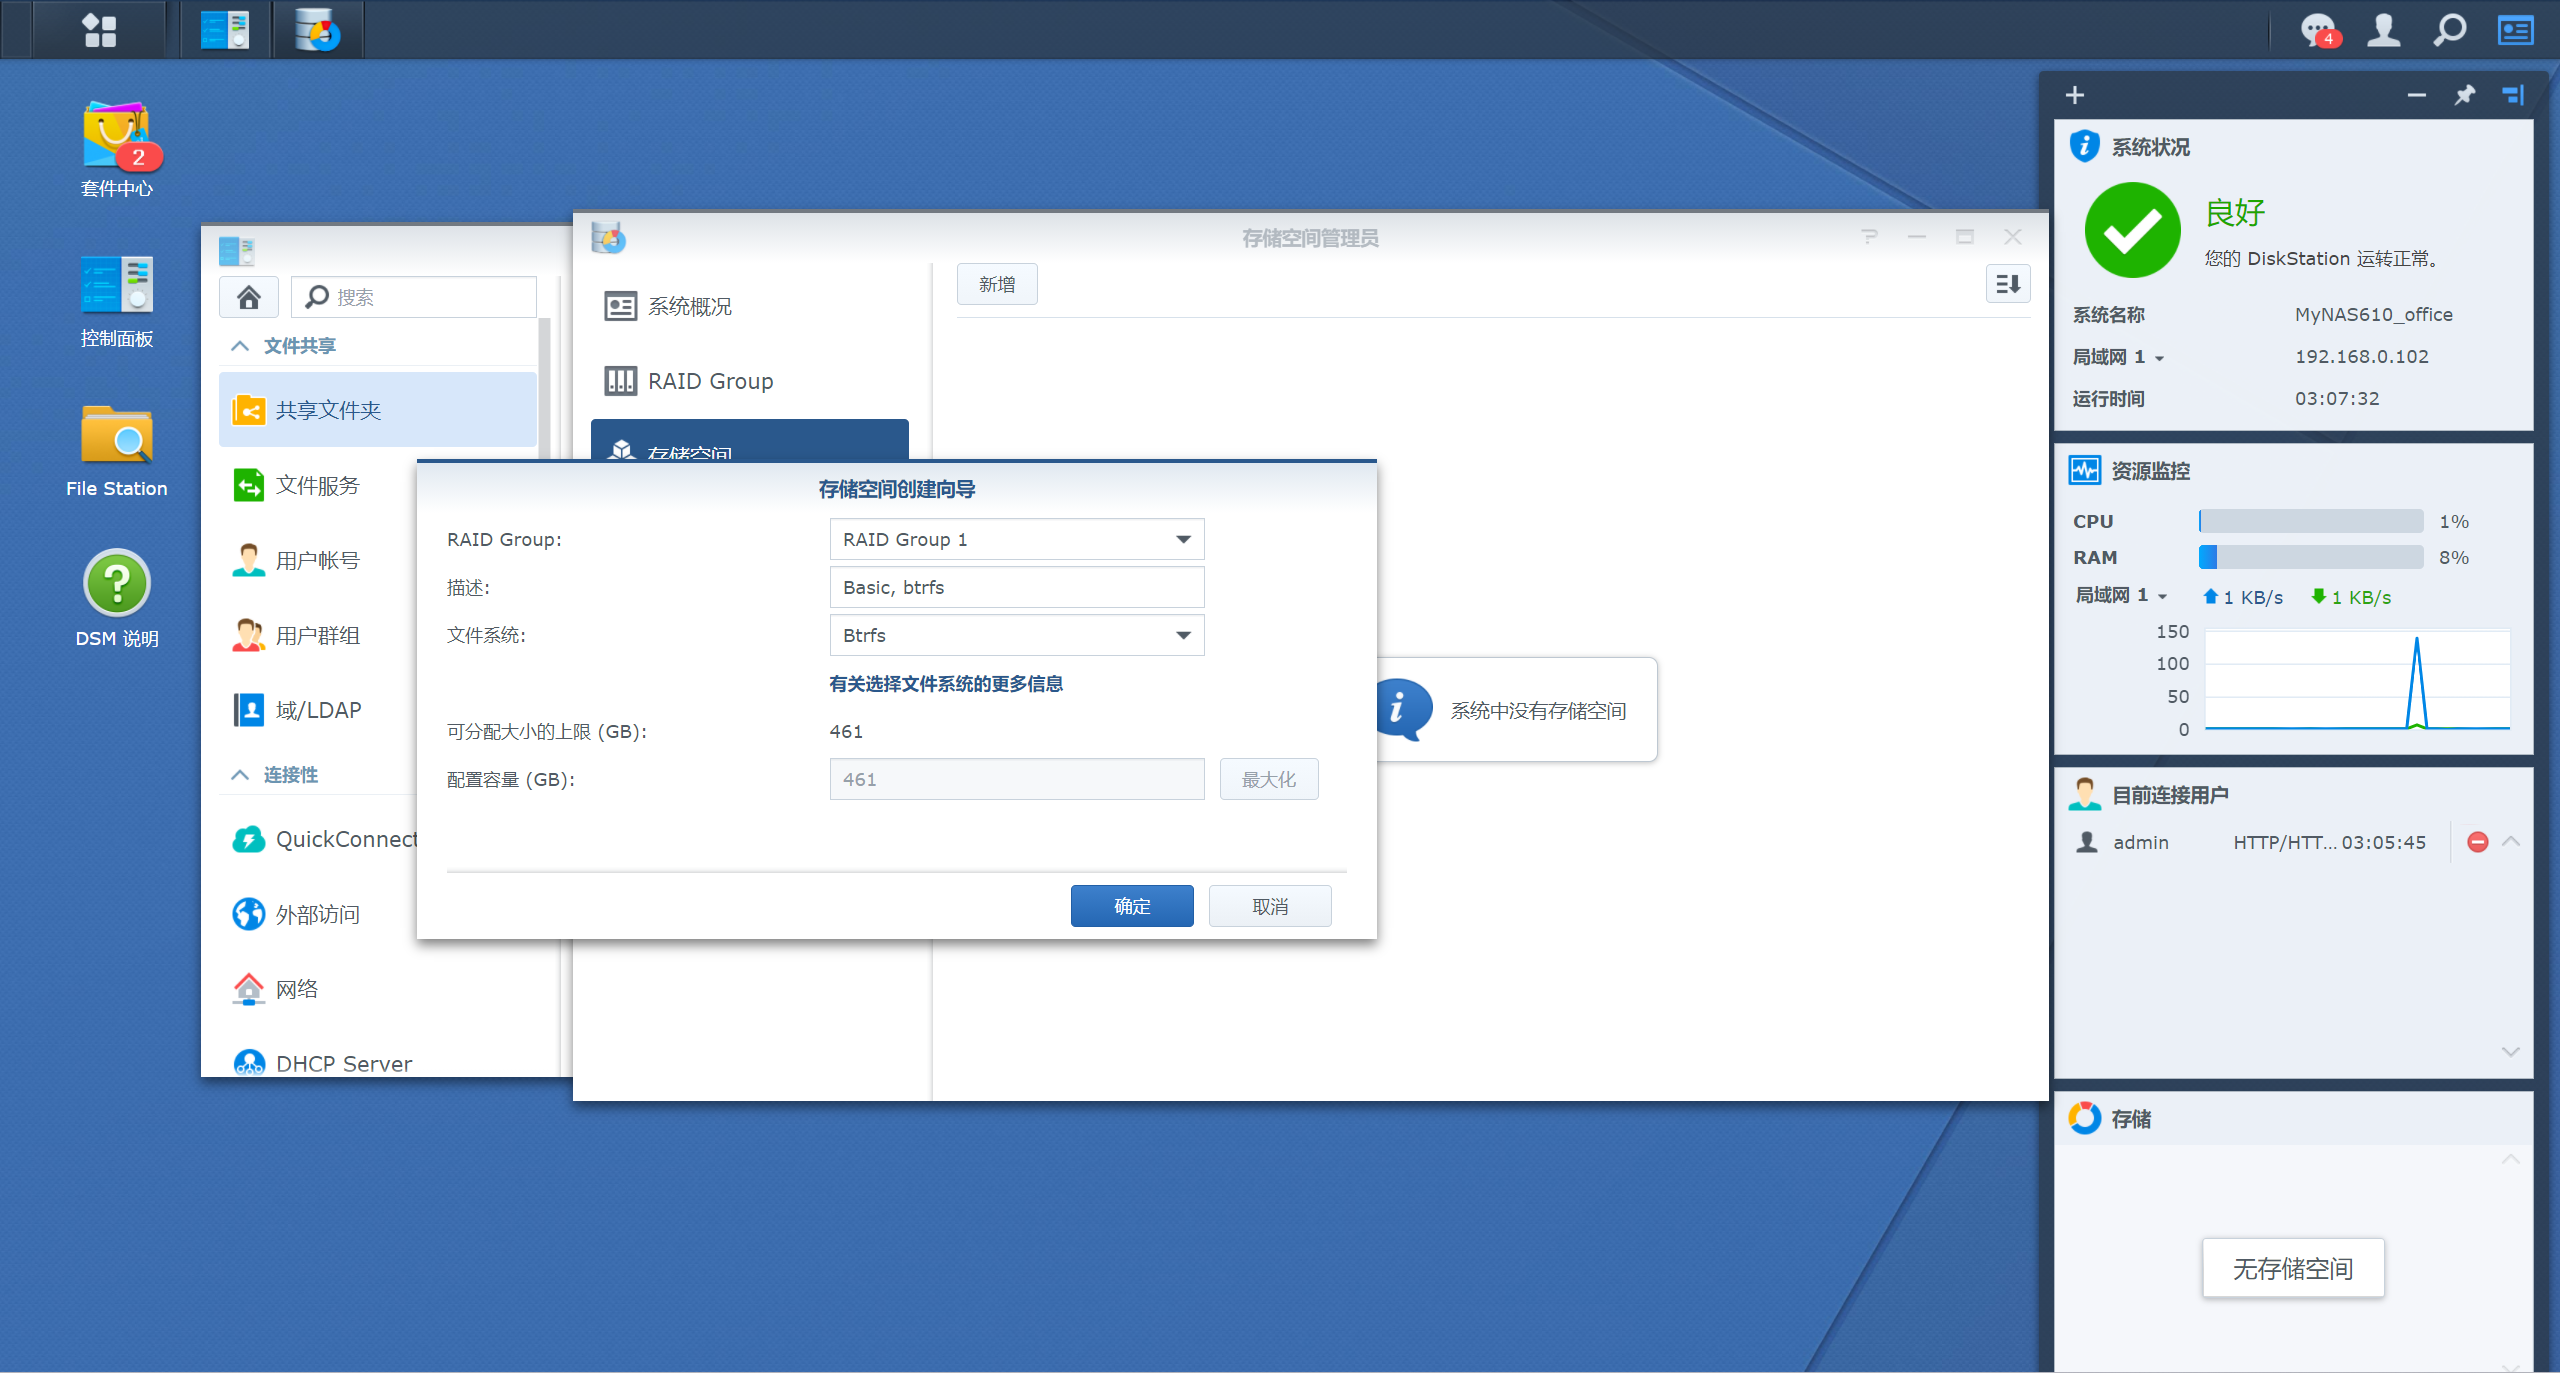 4
2
套件中心
控制面板
File Station
DSM 说明
搜索
文件共享
共享文件夹
文件服务
用户帐号
用户群组
域/LDAP
连接性
QuickConnect
外部访问
网络
DHCP Server
存储空间管理员
系统概况
RAID Group
存储空间
新增
系统中没有存储空间
存储空间创建向导
RAID Group: RAID Group 1
描述: Basic, btrfs
文件系统: Btrfs
有关选择文件系统的更多信息
可分配大小的上限 (GB): 461
配置容量 (GB): 461 最大化
确定 取消
系统状况
良好
您的 DiskStation 运转正常。
系统名称 MyNAS610_office
局域网 1 192.168.0.102
运行时间 03:07:32
资源监控
CPU 1%
RAM 8%
局域网 1 1 KB/s 1 KB/s
150
100
50
0
目前连接用户
admin HTTP/HTT... 03:05:45
存储
无存储空间